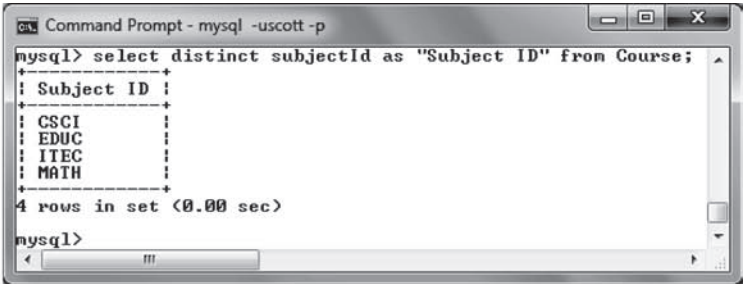 Command Prompt - mysql -uscott -p
mysql> select distinct subjectId as "Subject ID" from Course;
+------------+
| Subject ID |
+------------+
| CSCI       |
| EDUC       |
| ITEC       |
| MATH       |
+------------+
4 rows in set (0.00 sec)
mysql>